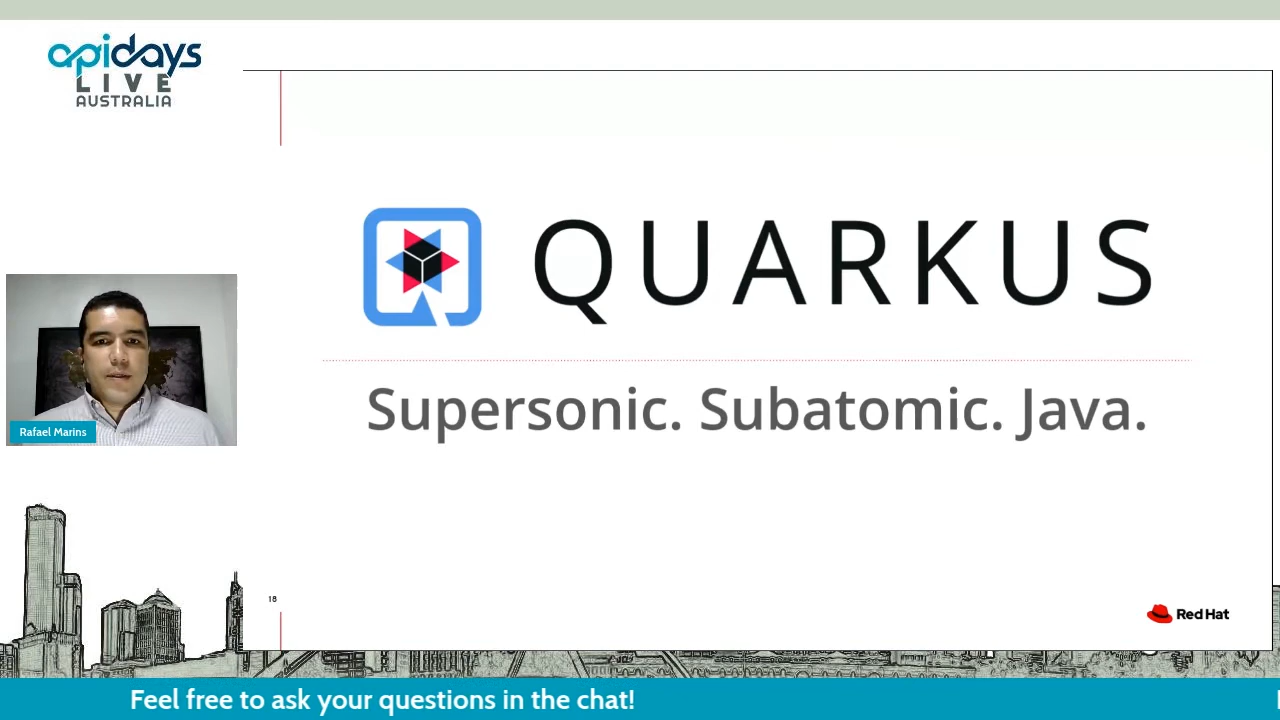 apidays
LIVE
AUSTRALIA
QUARKUS
Supersonic. Subatomic. Java.
Rafael Marins
18
Red Hat
Feel free to ask your questions in the chat!